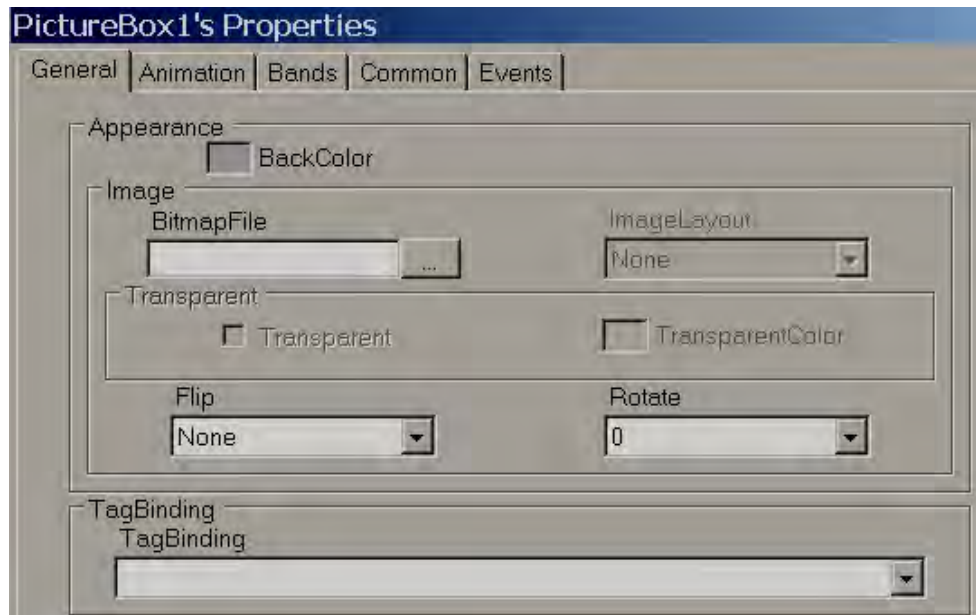 PictureBox1's Properties
General Animation Bands Common Events
Appearance
BackColor
Image
BitmapFile ImageLayout
... None
Transparent
Transparent TransparentColor
Flip Rotate
None 0
TagBinding
TagBinding